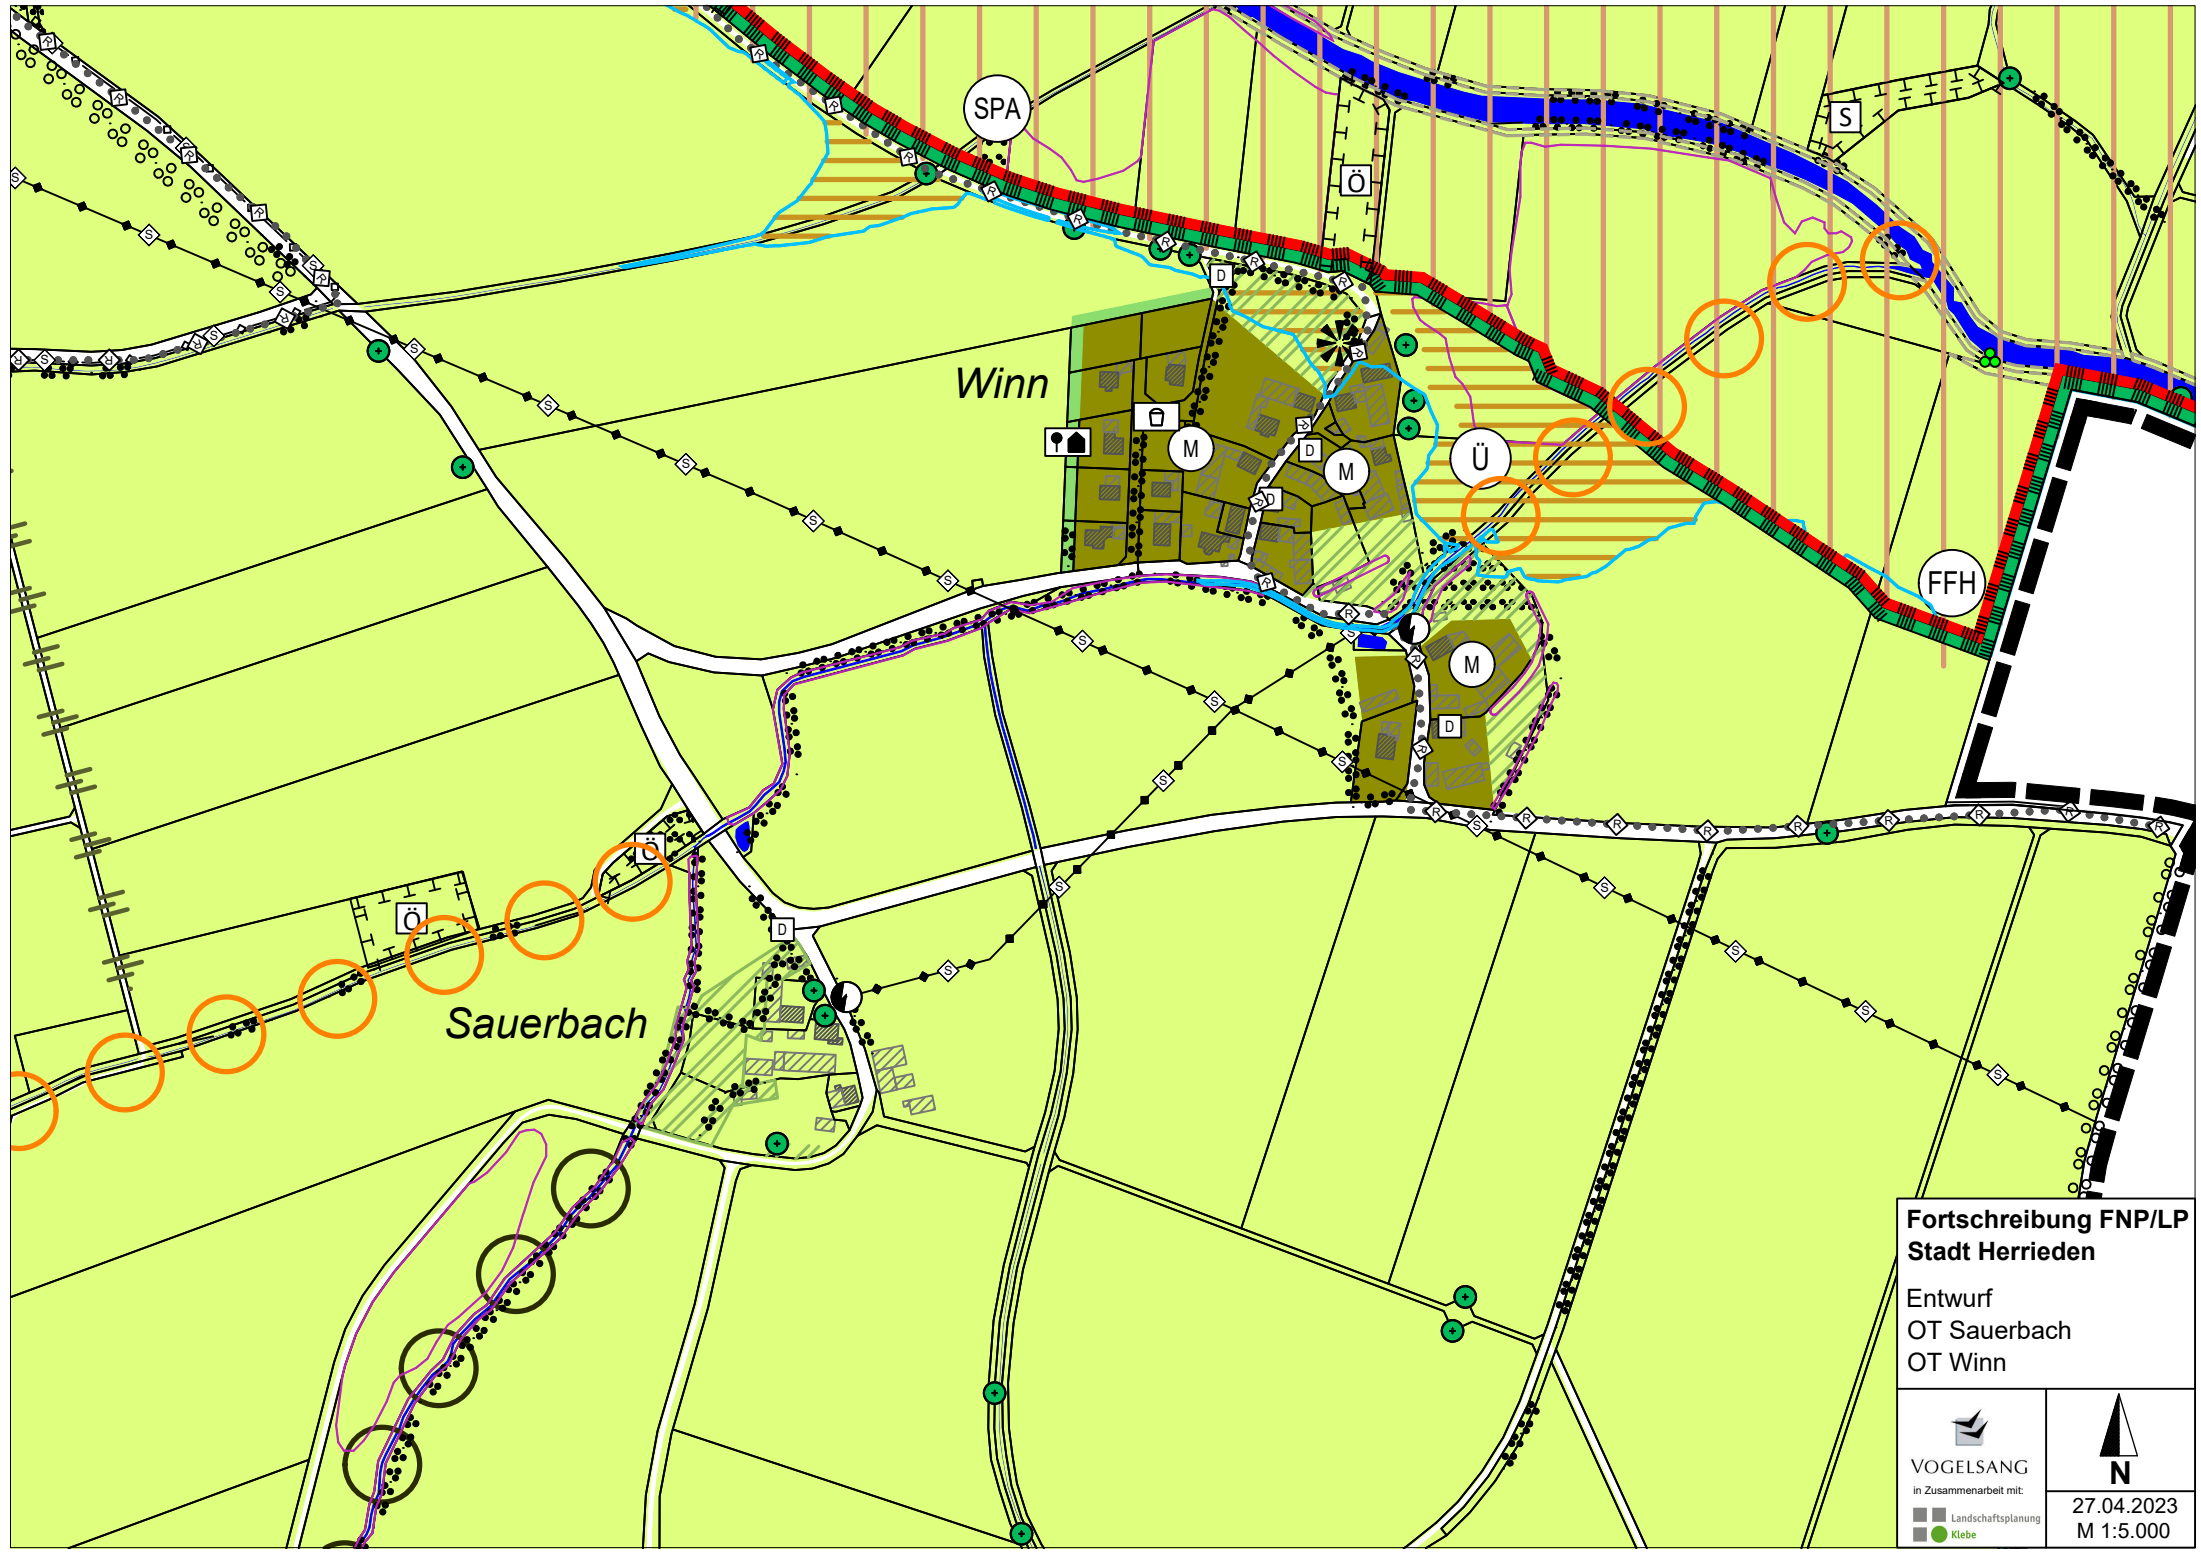 SPA
S
Ö
D
Winn
M
D
M
Ü
D
FFH
M
D
Ö
Ö
D
Sauerbach
Fortschreibung FNP/LP
Stadt Herrieden
Entwurf
OT Sauerbach
OT Winn
VOGELSANG
in Zusammenarbeit mit:
Landschaftsplanung
Klebe
N
27.04.2023
M 1:5.000